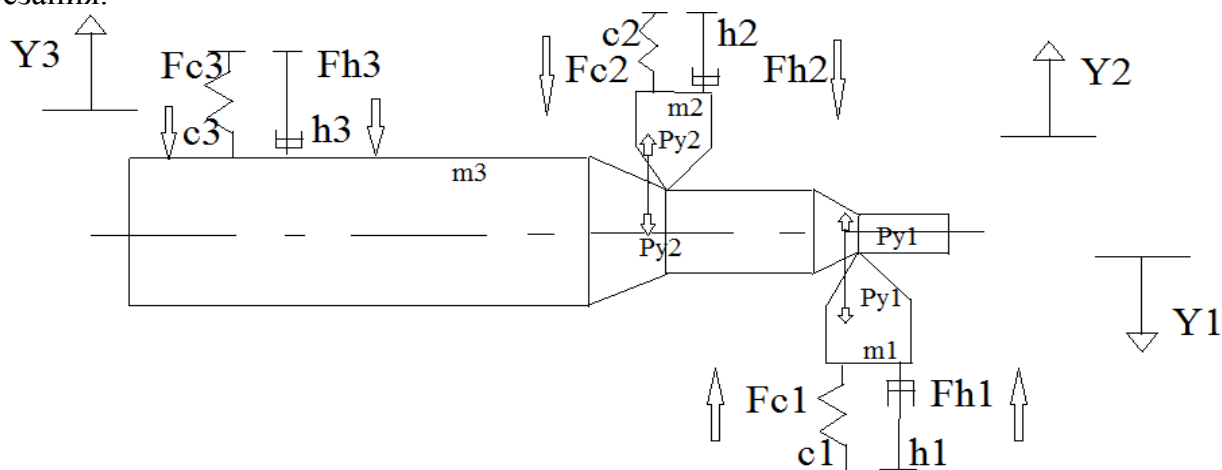 резания.
Y3
Fc3
Fh3
c3
h3
m3
c2
h2
Fc2
Fh2
m2
Py2
Py2
Y2
Py1
Py1
m1
Y1
Fc1
Fh1
c1
h1